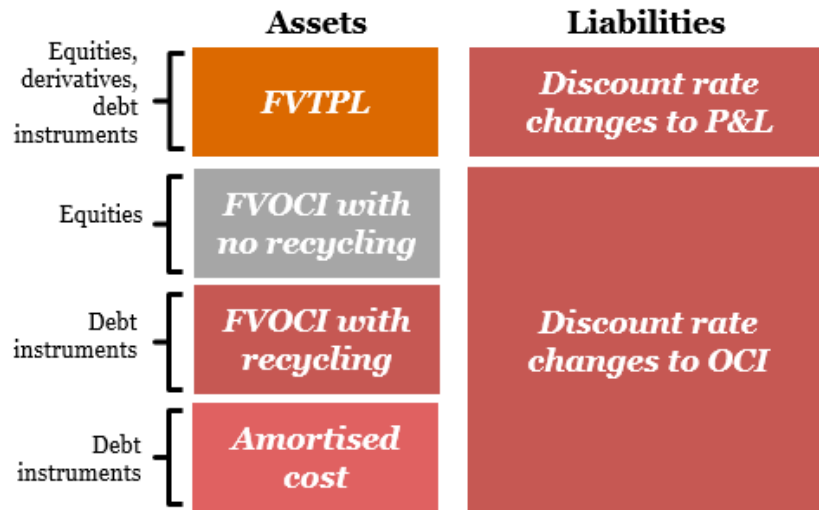 Assets
Liabilities
Equities,
derivatives,
debt
instruments
FVTPL
Discount rate
changes to P&L
Equities
FVOCI with
no recycling
Debt
instruments
FVOCI with
recycling
Discount rate
changes to OCI
Debt
instruments
Amortised
cost